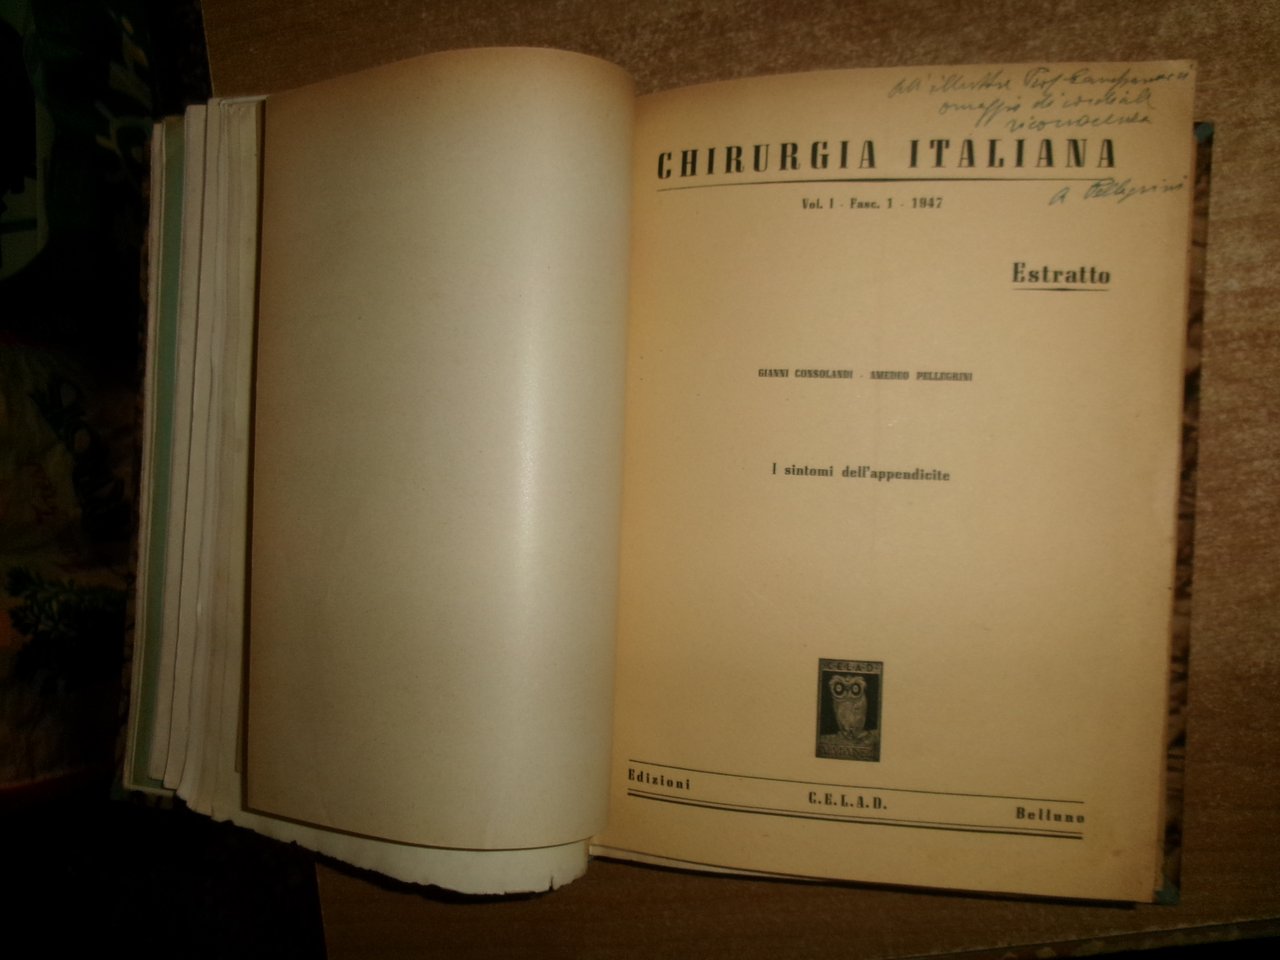 All'illustre Prof. Campanacci
omaggio di cordiale
riconoscenza
CHIRURGIA ITALIANA
A Pellegrini
Vol. I - Fasc. 1 - 1947
Estratto
GIANNI CONSOLANDI - AMEDEO PELLEGRINI
I sintomi dell'appendicite
C.E.L.A.D.
Edizioni C.E.L.A.D. Belluno